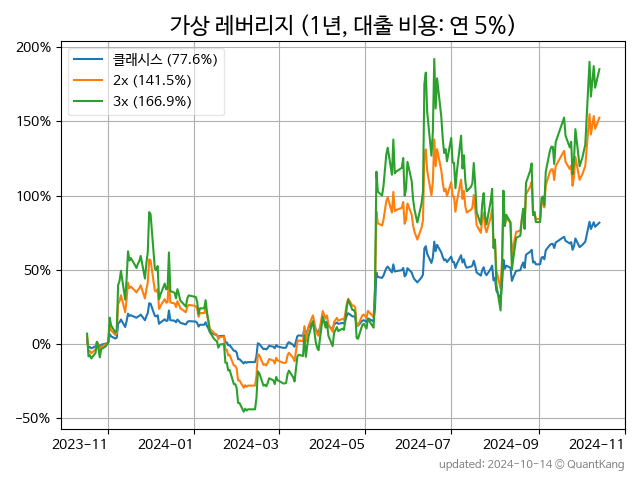 가상 레버리지 (1년, 대출 비용: 연 5%)
200%
150%
100%
50%
0%
−50%
클래시스 (77.6%)
2x (141.5%)
3x (166.9%)
2023-11 2024-01 2024-03 2024-05 2024-07 2024-09 2024-11
updated: 2024-10-14 © QuantKang